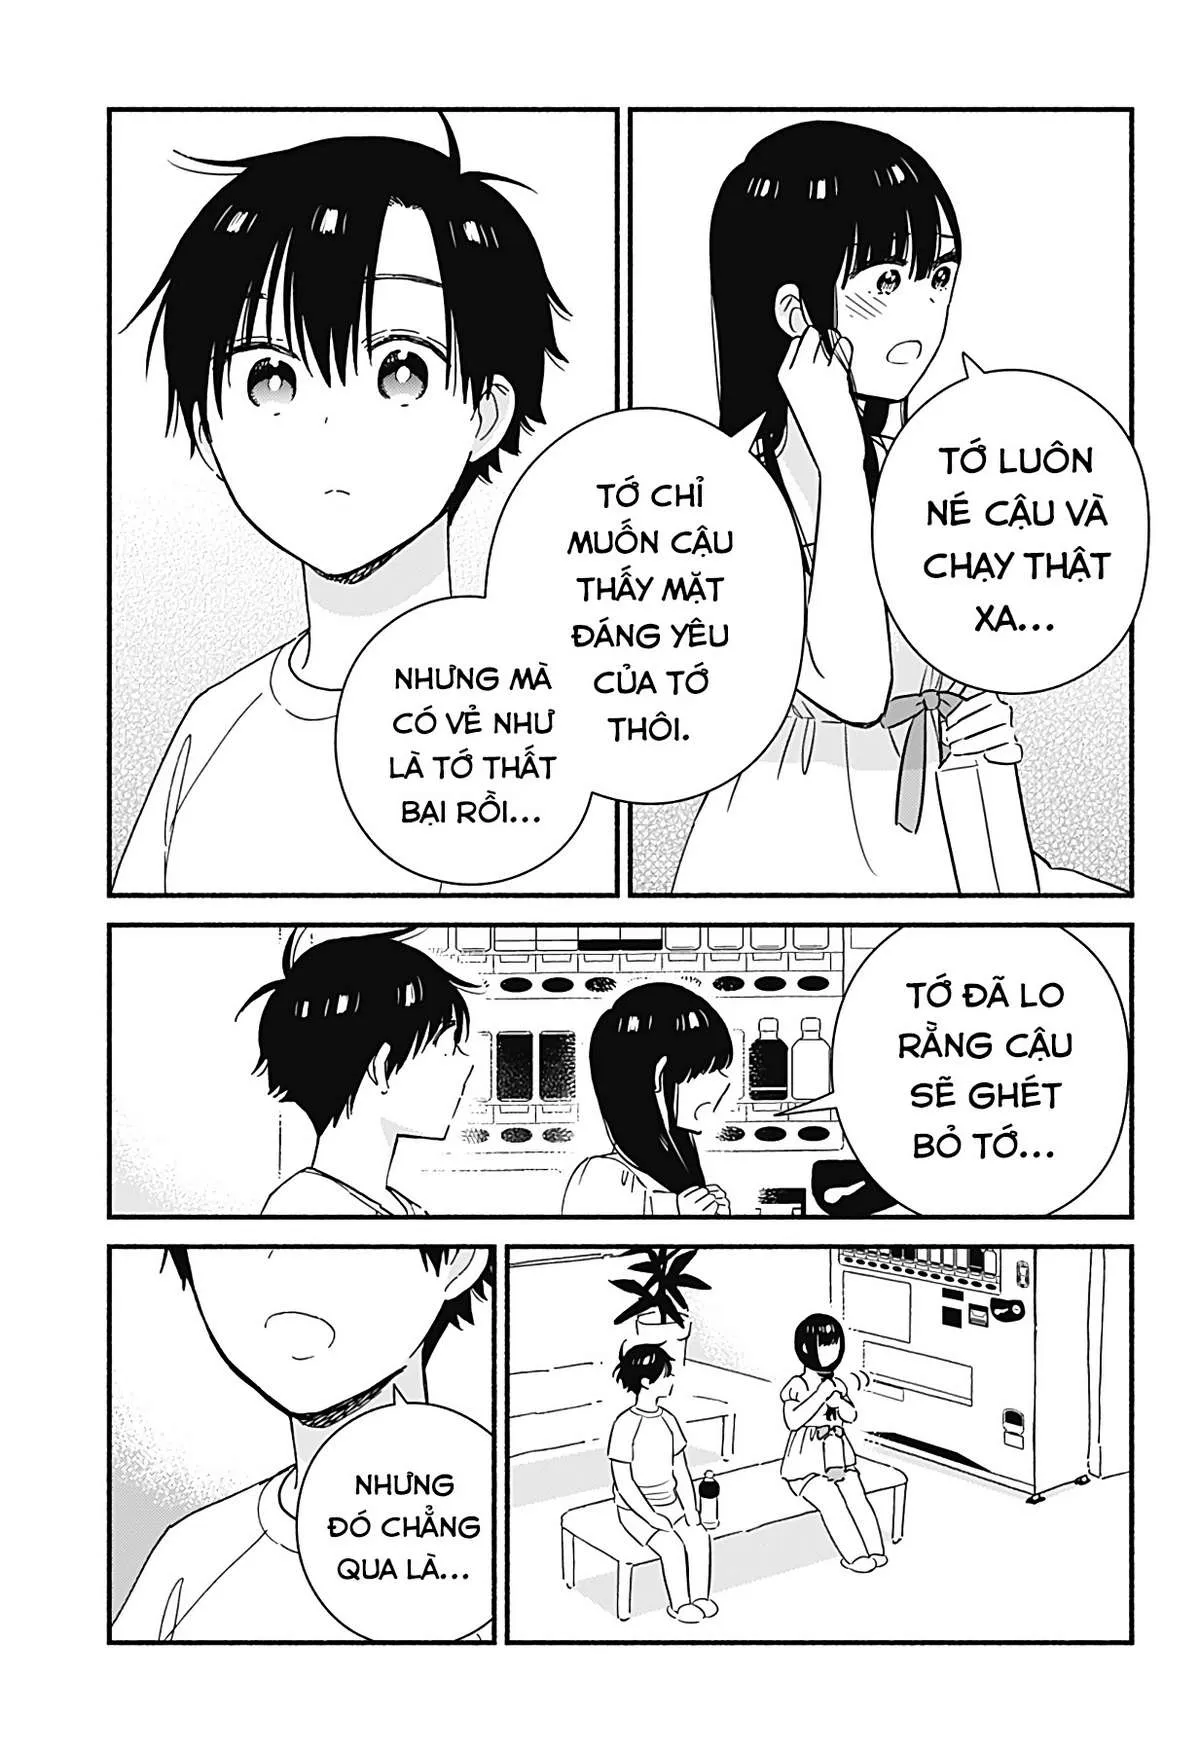 TỚ LUÔN
NÉ CẬU VÀ
CHẠY THẬT
XA...
TỚ CHỈ
MUỐN CẬU
THẤY MẶT
ĐÁNG YÊU
CỦA TỚ
THÔI.
NHƯNG MÀ
CÓ VẺ NHƯ
LÀ TỚ THẤT
BẠI RỒI...
TỚ ĐÃ LO
RẰNG CẬU
SẼ GHÉT
BỎ TỚ...
NHƯNG
ĐÓ CHẲNG
QUA LÀ...